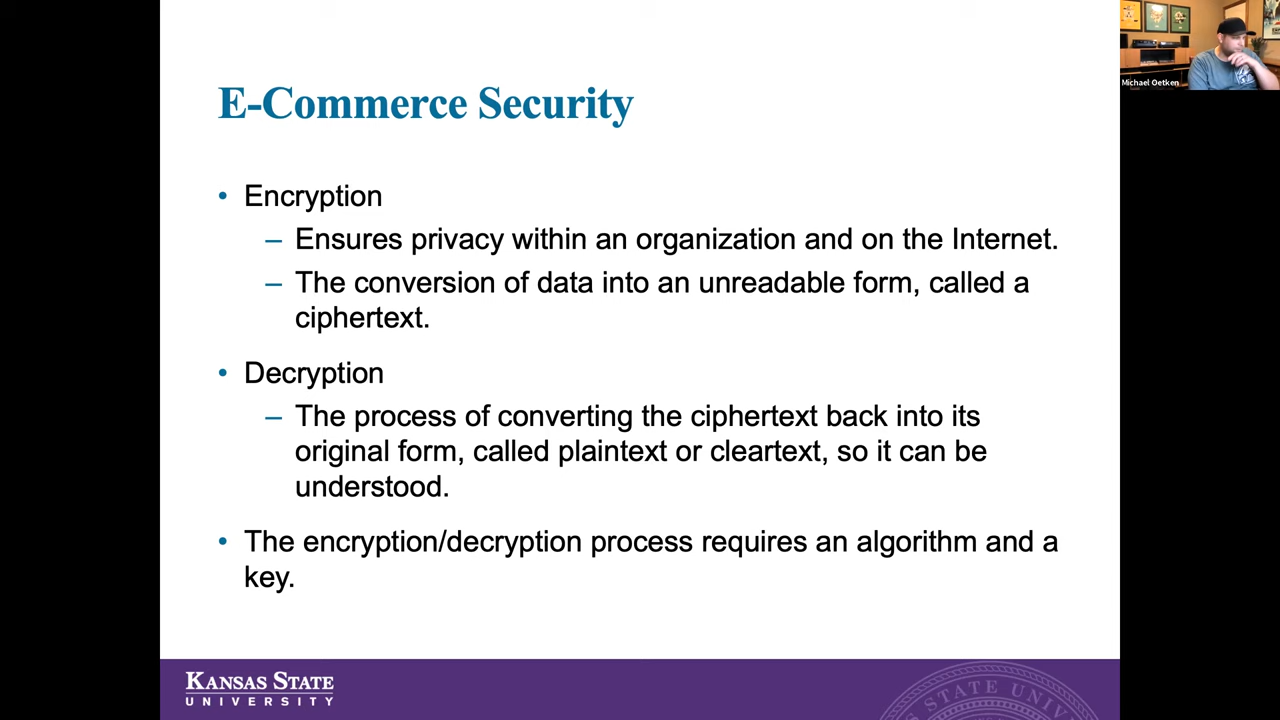 E-Commerce Security
• Encryption
– Ensures privacy within an organization and on the Internet.
– The conversion of data into an unreadable form, called a
ciphertext.
• Decryption
– The process of converting the ciphertext back into its
original form, called plaintext or cleartext, so it can be
understood.
• The encryption/decryption process requires an algorithm and a
key.
KANSAS STATE
UNIVERSITY
STATE UNIV
Michael Oetken